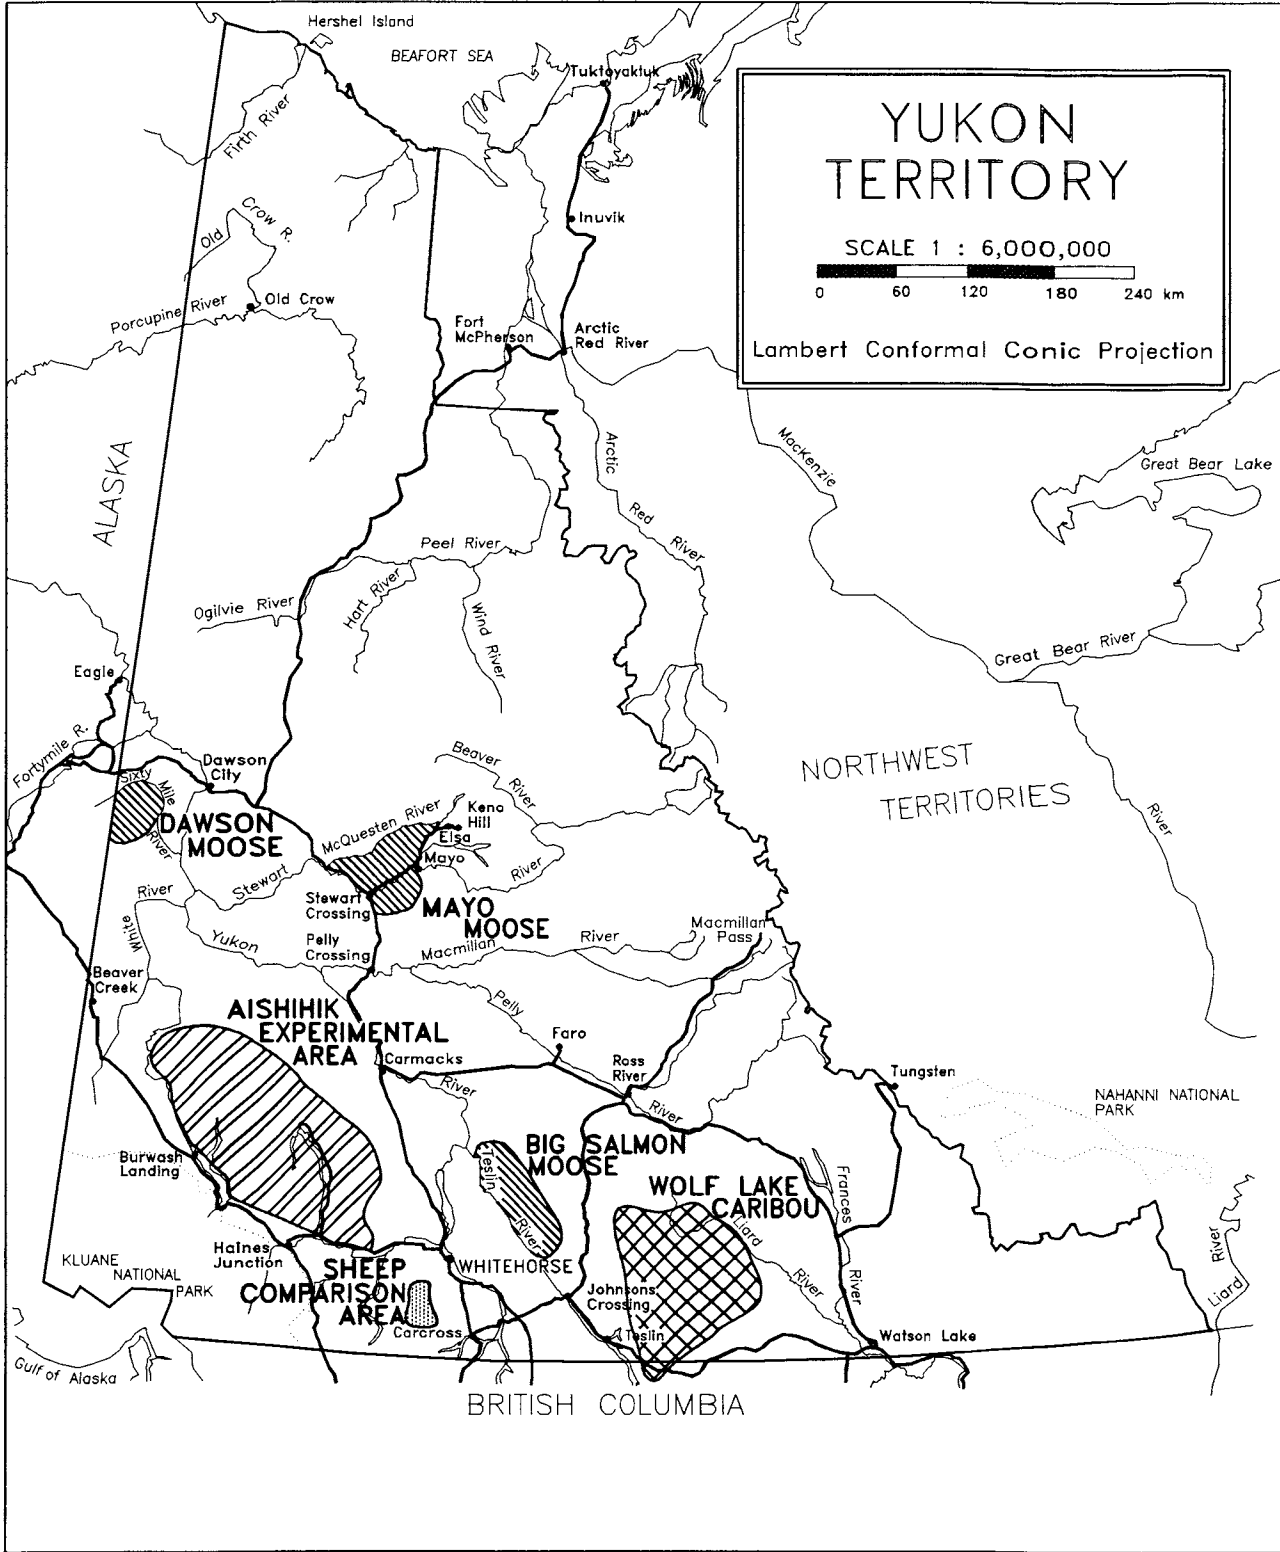 Hershel Island
BEAFORT SEA
Tuktoyaktuk
YUKON
TERRITORY
SCALE 1 : 6,000,000
0 60 120 180 240 km
Lambert Conformal Conic Projection
Firth River
Old Crow R.
Inuvik
Porcupine River
Old Crow
Fort
McPherson
Arctic
Red River
ALASKA
Arctic Red River
MacKenzie
Great Bear Lake
Peel River
Ogilvie River
Hart River
Wind River
Great Bear River
Eagle
Fortymile R.
Dawson
City
Sixty Mile River
Beaver River
NORTHWEST
TERRITORIES
River
DAWSON
MOOSE
McQuesten River
Keno
Hill
Elsa
Mayo
River
Stewart
River
White
Stewart
Crossing
MAYO
MOOSE
Yukon
Pelly
Crossing
Macmillan River
Macmillan
Pass
Beaver
Creek
Pelly
AISHIHIK
EXPERIMENTAL
AREA
Faro
Carmacks
Ross
River
River
River
Tungsten
NAHANNI NATIONAL
PARK
Burwash
Landing
Teslin River
BIG SALMON
MOOSE
WOLF LAKE
CARIBOU
Frances River
Liard River
River
Liard
Haines
Junction
KLUANE
NATIONAL
PARK
SHEEP
COMPARISON
AREA
WHITEHORSE
Johnsons
Crossing
Carcross
Teslin
Watson Lake
Gulf of Alaska
BRITISH COLUMBIA